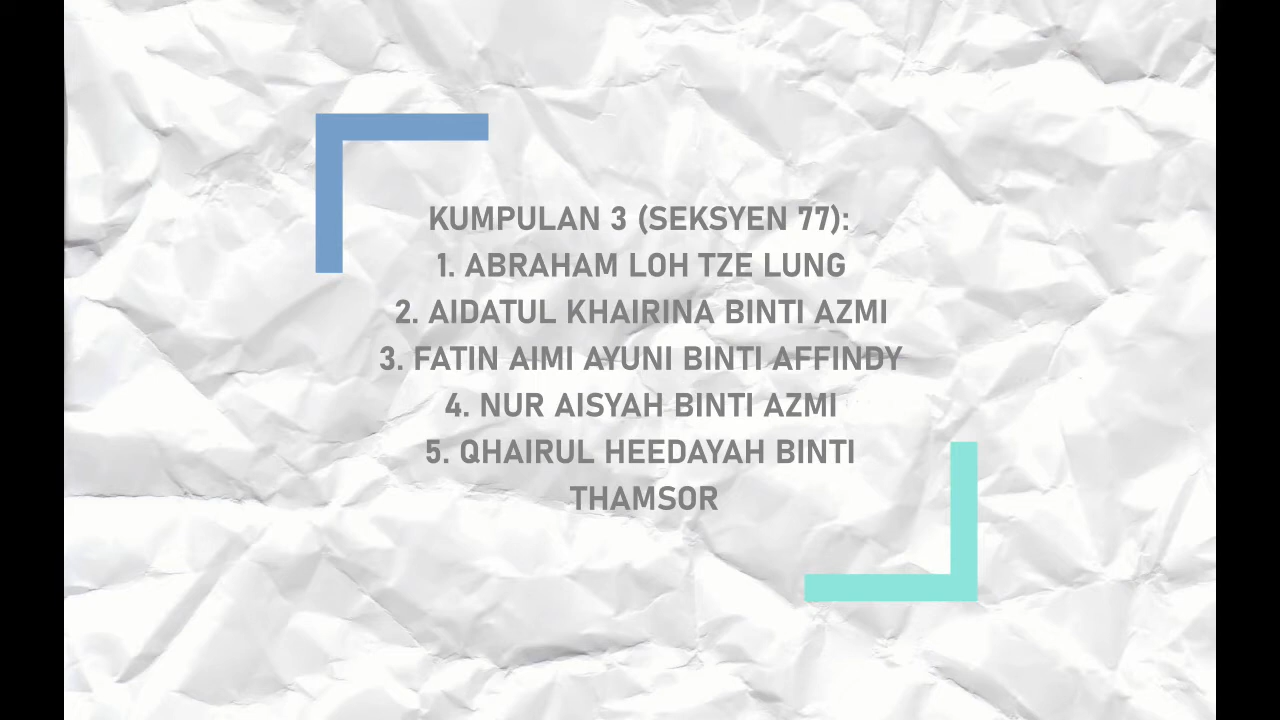 KUMPULAN 3 (SEKSYEN 77):
1. ABRAHAM LOH TZE LUNG
2. AIDATUL KHAIRINA BINTI AZMI
3. FATIN AIMI AYUNI BINTI AFFINDY
4. NUR AISYAH BINTI AZMI
5. QHAIRUL HEEDAYAH BINTI
THAMSOR